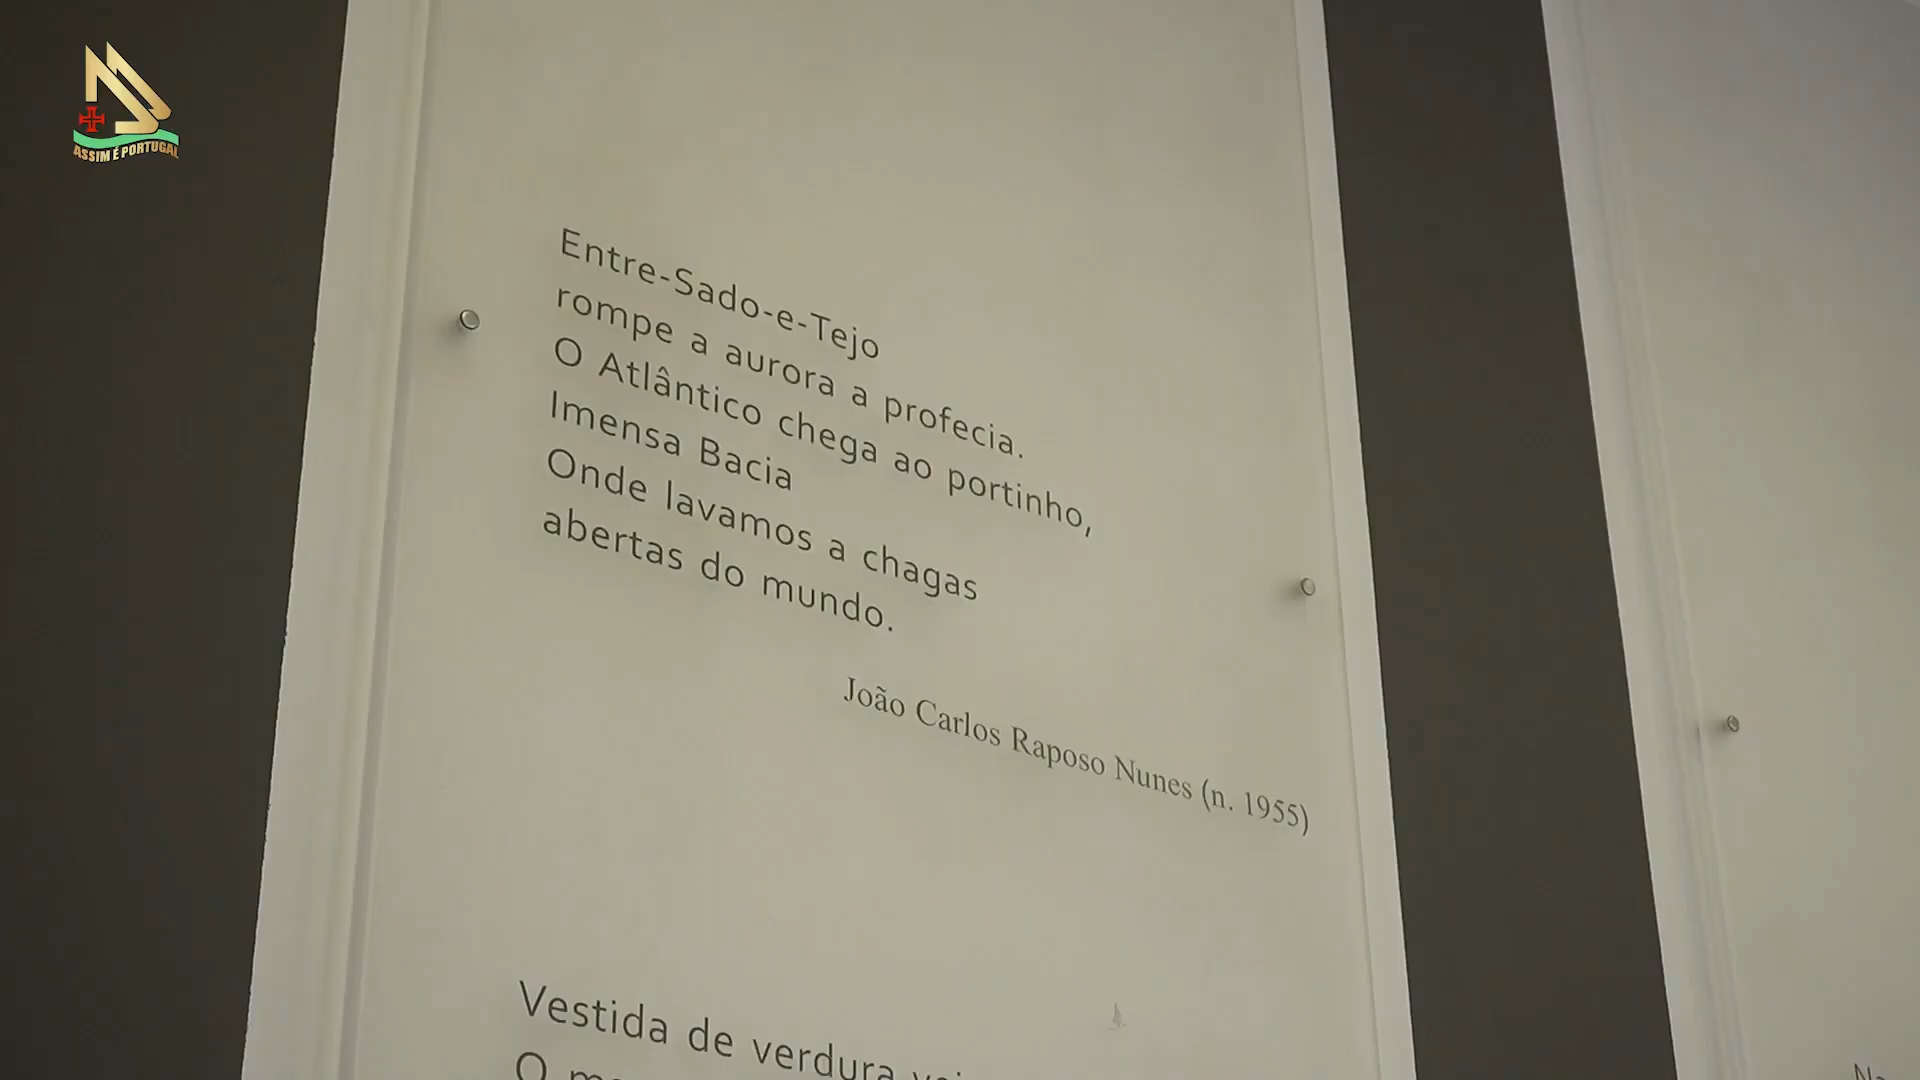 ASSIM É PORTUGAL
Entre-Sado-e-Tejo
rompe a aurora a profecia.
O Atlântico chega ao portinho,
Imensa Bacia
Onde lavamos a chagas
abertas do mundo.
João Carlos Raposo Nunes (n. 1955)
Vestida de verdura
O